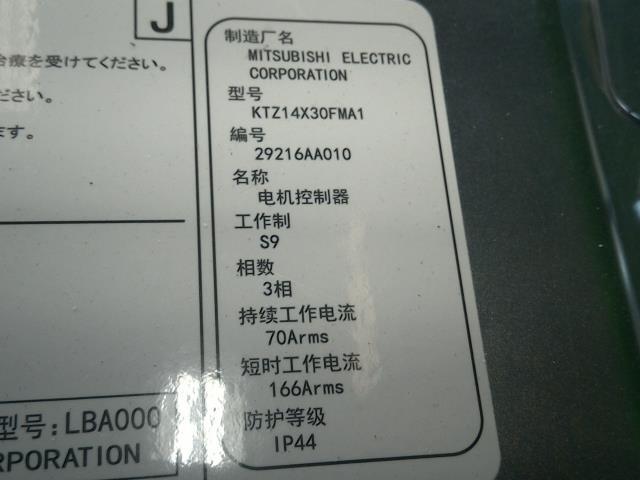 J
治療を受けてください。
ださい。
ます。
型号:LBA000
RPORATION
制造厂名
MITSUBISHI ELECTRIC
CORPORATION
型号
KTZ14X30FMA1
編号
29216AA010
名称
电机控制器
工作制
S9
相数
3相
持续工作电流
70Arms
短时工作电流
166Arms
防护等级
IP44